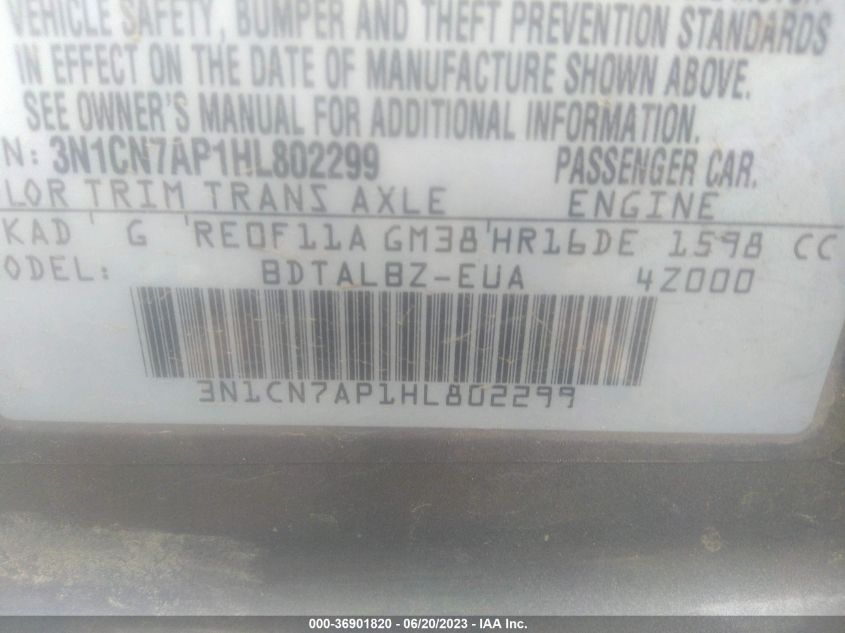 VEHICLE SAFETY, BUMPER AND THEFT PREVENTION STANDARDS
IN EFFECT ON THE DATE OF MANUFACTURE SHOWN ABOVE.
SEE OWNER'S MANUAL FOR ADDITIONAL INFORMATION.
N: 3N1CN7AP1HL802299 PASSENGER CAR.
LOR TRIM TRANS AXLE ENGINE
KAD G RE0F11A GM38 HR16DE 1598 CC
ODEL: BDTALBZ-EUA 4Z000
3N1CN7AP1HL802299
000-36901820 - 06/20/2023 - IAA Inc.